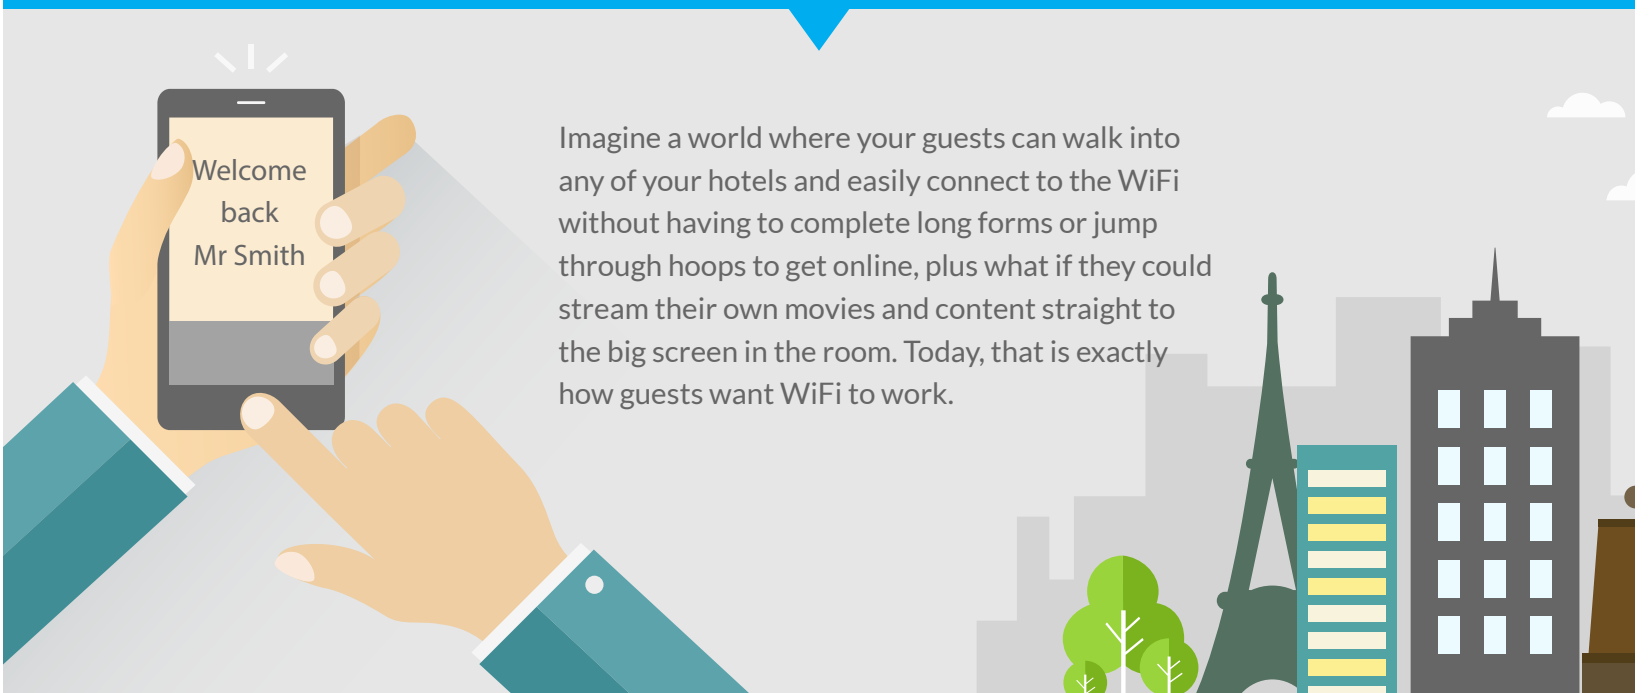 Welcome
back
Mr Smith
Imagine a world where your guests can walk into
any of your hotels and easily connect to the WiFi
without having to complete long forms or jump
through hoops to get online, plus what if they could
stream their own movies and content straight to
the big screen in the room. Today, that is exactly
how guests want WiFi to work.